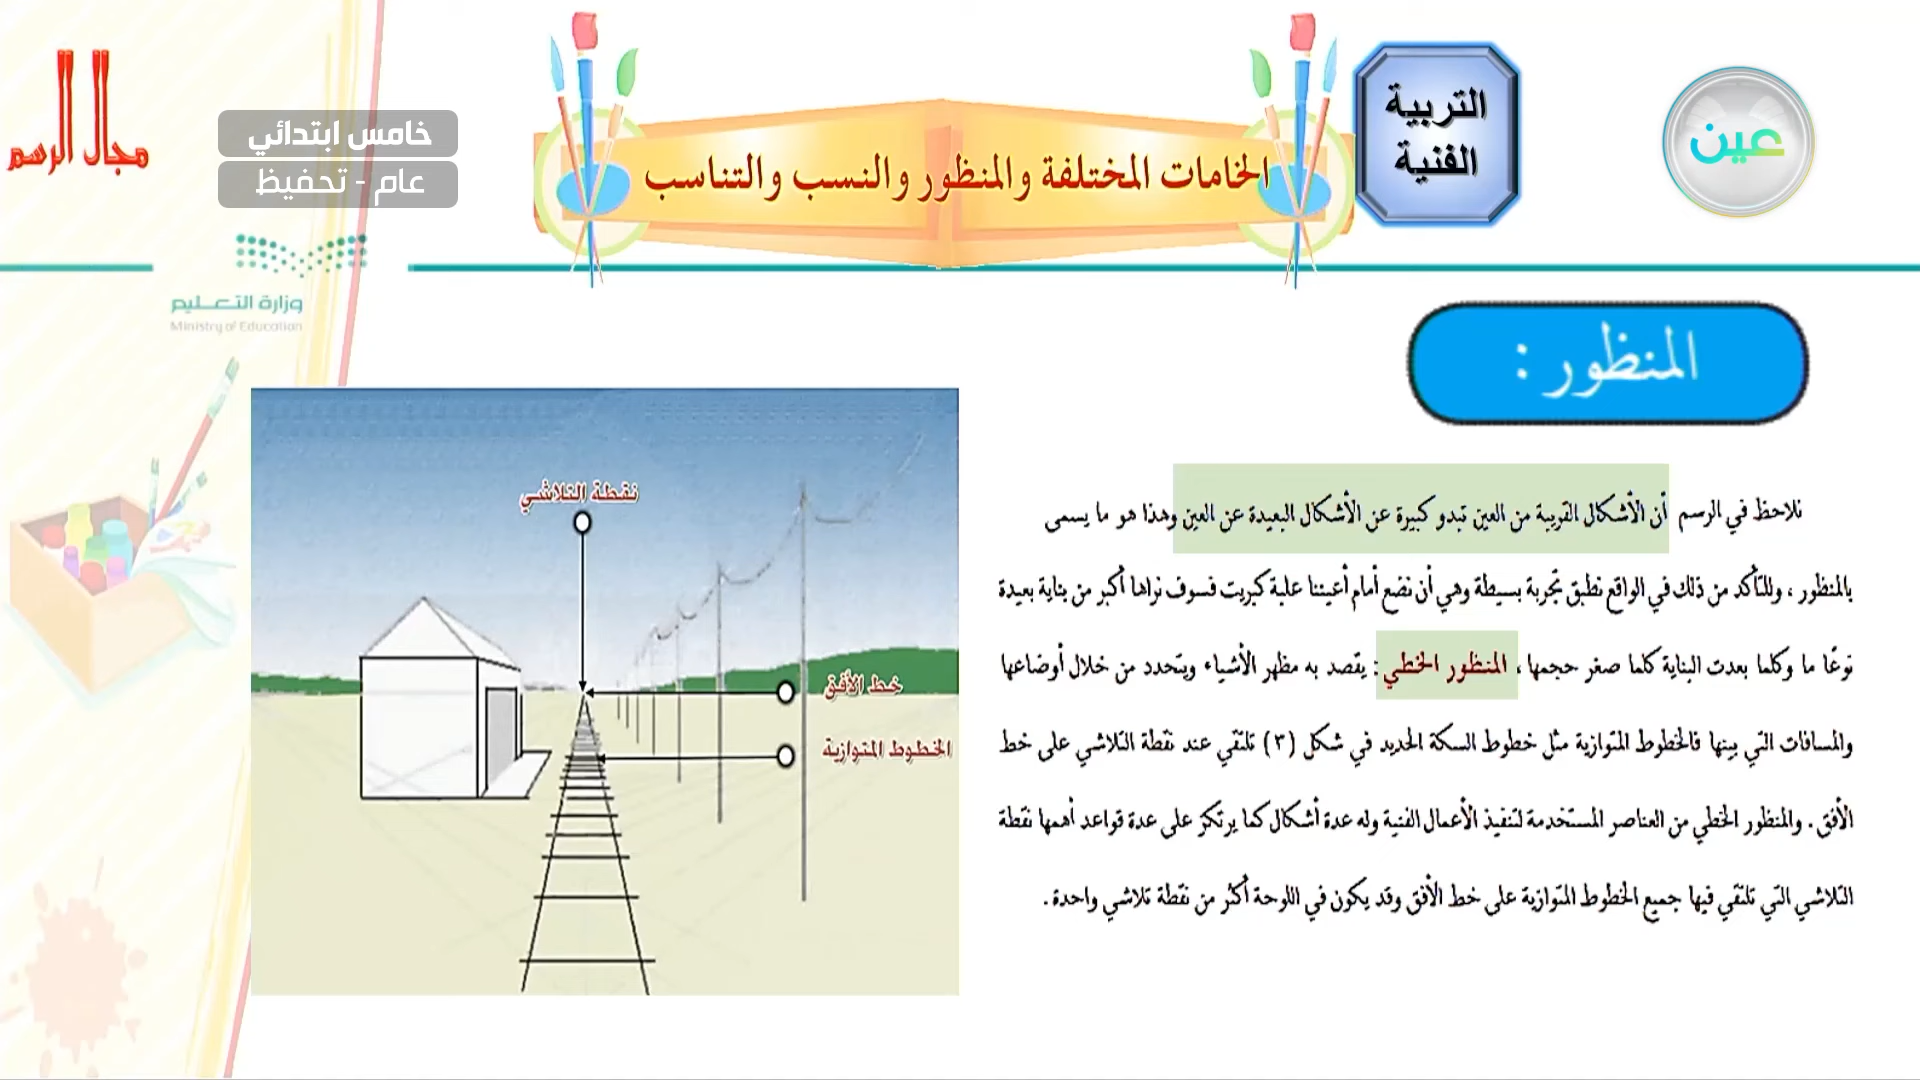 مجال الرسم
خامس ابتدائي
عام - تحفيظ
وزارة التعليم
Ministry of Education
الخامات المختلفة والمنظور والنسب والتناسب
التربية
الفنية
عين
المنظور :
نلاحظ في الرسم أن الأشكال القريبة من العين تبدو كبيرة عن الأشكال البعيدة عن العين وهذا هو ما يسمى
بالمنظور ، وللتأكد من ذلك في الواقع نطبق تجربة بسيطة وهي أن نضع أمام أعيننا علبة كبريت فسوف نراها أكبر من بناية بعيدة
نوعًا ما وكلما بعدت البناية كلما صغر حجمها ، المنظور الخطي : يقصد به مظهر الأشياء ويتحدد من خلال أوضاعها
والمسافات التي بينها فالخطوط المتوازية مثل خطوط السكة الحديد في شكل (٣) تلتقي عند نقطة التلاشي على خط
الأفق . والمنظور الخطي من العناصر المستخدمة لتنفيذ الأعمال الفنية وله عدة أشكال كما يرتكز على عدة قواعد أهمها نقطة
التلاشي التي تلتقي فيها جميع الخطوط المتوازية على خط الأفق وقد يكون في اللوحة أكثر من نقطة تلاشي واحدة .
نقطة التلاشي
خط الأفق
الخطوط المتوازية